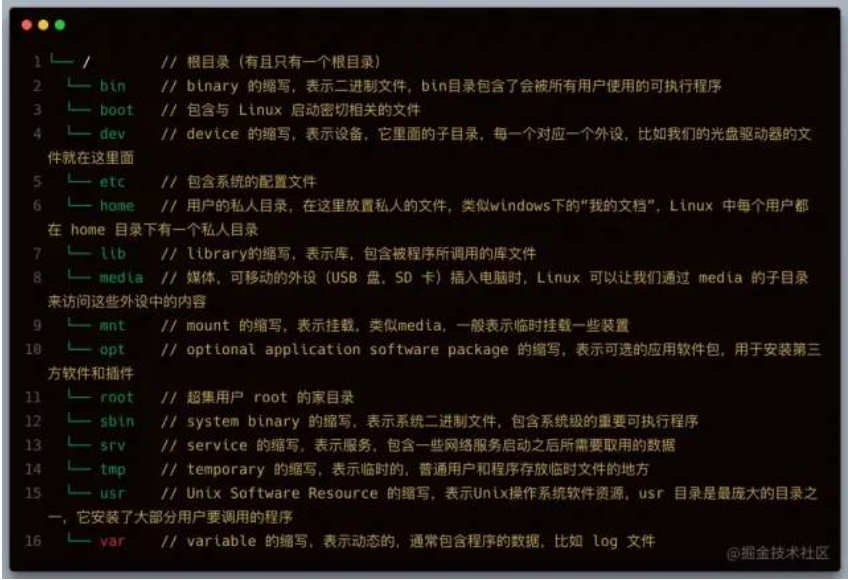 1 └── /        // 根目录（有且只有一个根目录）
2   └── bin    // binary 的缩写，表示二进制文件，bin目录包含了会被所有用户使用的可执行程序
3   └── boot   // 包含与 Linux 启动密切相关的文件
4   └── dev    // device 的缩写，表示设备，它里面的子目录，每一个对应一个外设，比如我们的光盘驱动器的文
件就在这里面
5   └── etc    // 包含系统的配置文件
6   └── home   // 用户的私人目录，在这里放置私人的文件，类似windows下的“我的文档”，Linux 中每个用户都
在 home 目录下有一个私人目录
7   └── lib    // library的缩写，表示库，包含被程序所调用的库文件
8   └── media  // 媒体，可移动的外设（USB 盘，SD 卡）插入电脑时，Linux 可以让我们通过 media 的子目录
来访问这些外设中的内容
9   └── mnt    // mount 的缩写，表示挂载，类似media，一般表示临时挂载一些装置
10  └── opt    // optional application software package 的缩写，表示可选的应用软件包，用于安装第三
方软件和插件
11  └── root   // 超集用户 root 的家目录
12  └── sbin   // system binary 的缩写，表示系统二进制文件，包含系统级的重要可执行程序
13  └── srv    // service 的缩写，表示服务，包含一些网络服务启动之后所需要取用的数据
14  └── tmp    // temporary 的缩写，表示临时的，普通用户和程序存放临时文件的地方
15  └── usr    // Unix Software Resource 的缩写，表示Unix操作系统软件资源，usr 目录是最庞大的目录之
一，它安装了大部分用户要调用的程序
16  └── var    // variable 的缩写，表示动态的，通常包含程序的数据，比如 log 文件
@掘金技术社区